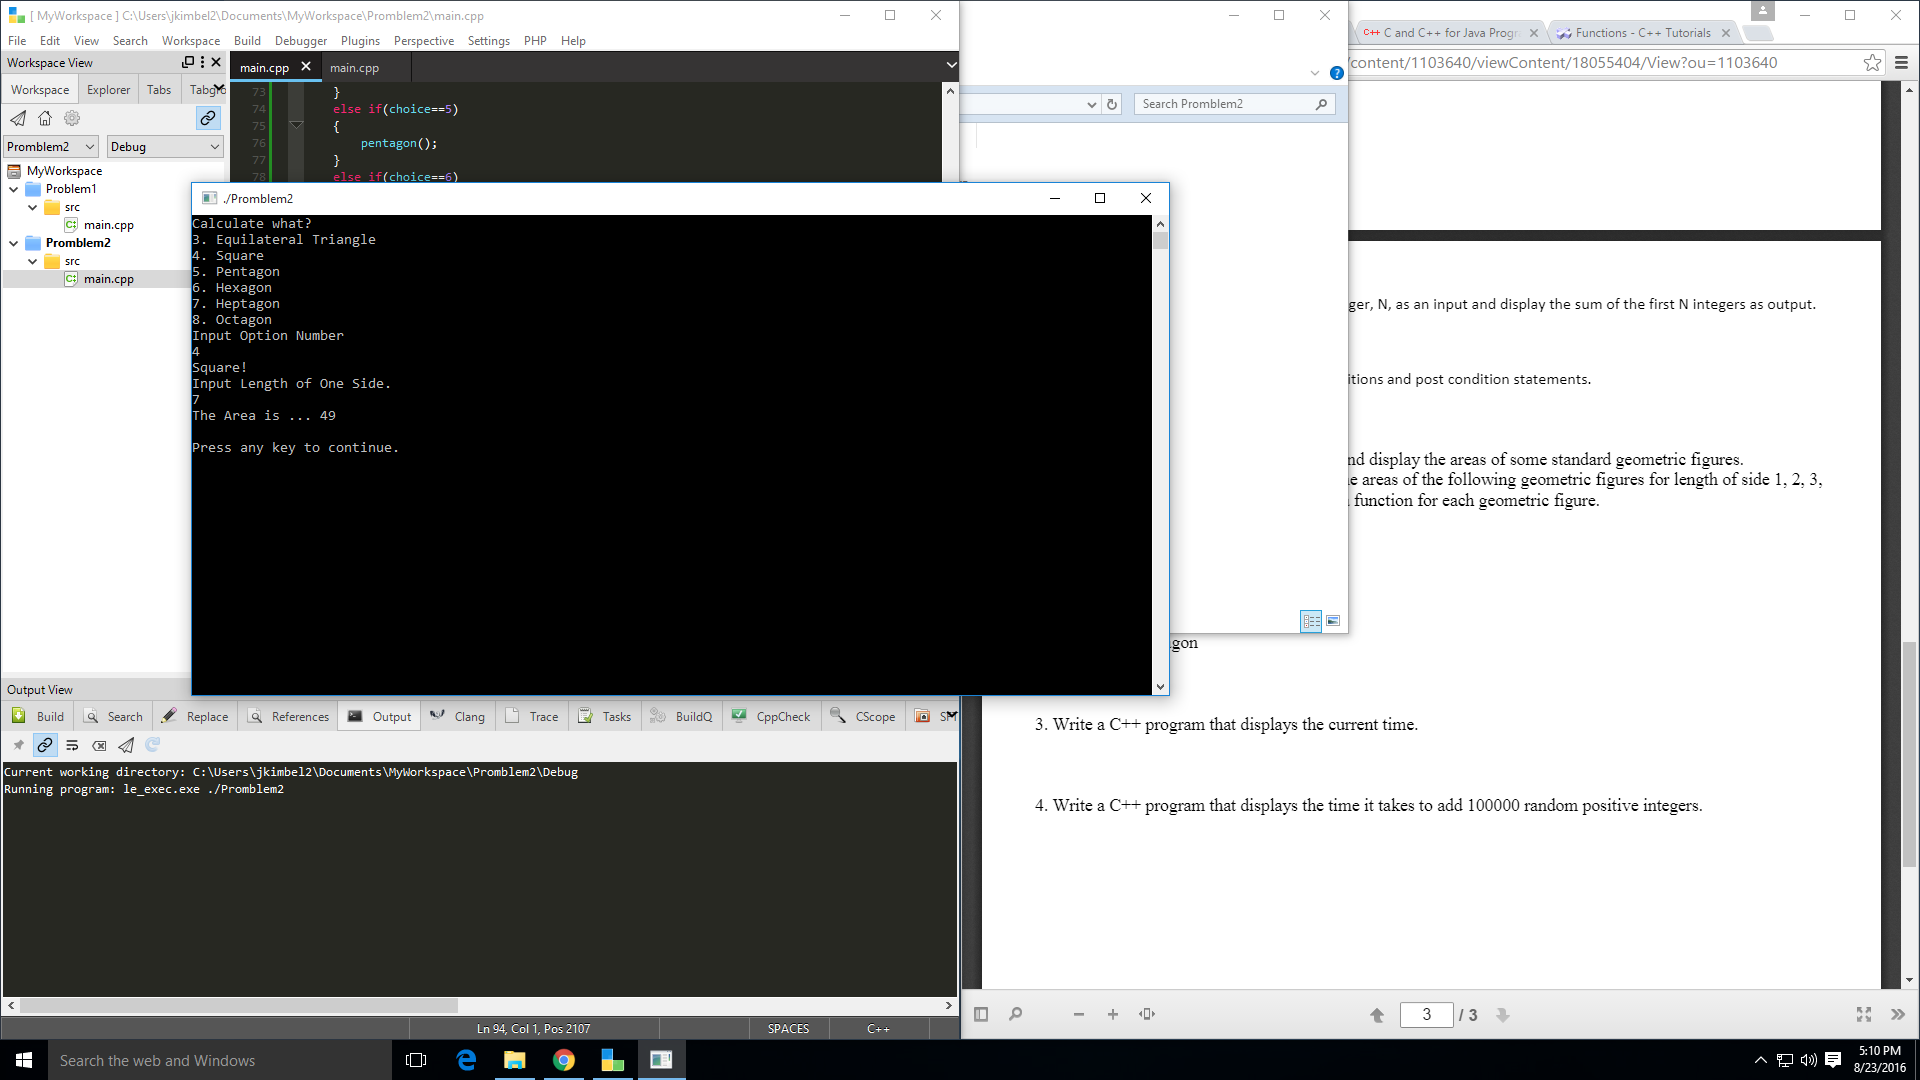 [ MyWorkspace ] C:\Users\jkimbel2\Documents\MyWorkspace\Promblem2\main.cpp
File Edit View Search Workspace Build Debugger Plugins Perspective Settings PHP Help
Workspace View
Workspace Explorer Tabs Tabgro
Promblem2 Debug
MyWorkspace
Problem1
src
main.cpp
Promblem2
src
main.cpp
main.cpp main.cpp
73 }
74 else if(choice==5)
75 {
76 pentagon();
77 }
78 else if(choice==6)
./Promblem2
Calculate what?
3. Equilateral Triangle
4. Square
5. Pentagon
6. Hexagon
7. Heptagon
8. Octagon
Input Option Number
4
Square!
Input Length of One Side.
7
The Area is ... 49
Press any key to continue.
Output View
Build Search Replace References Output Clang Trace Tasks BuildQ CppCheck CScope
Current working directory: C:\Users\jkimbel2\Documents\MyWorkspace\Promblem2\Debug
Running program: le_exec.exe ./Promblem2
Ln 94, Col 1, Pos 2107 SPACES C++
Search Promblem2
C++ C and C++ for Java Progr
Functions - C++ Tutorials
/content/1103640/viewContent/18055404/View?ou=1103640
ger, N, as an input and display the sum of the first N integers as output.
itions and post condition statements.
nd display the areas of some standard geometric figures.
e areas of the following geometric figures for length of side 1, 2, 3,
function for each geometric figure.
gon
3. Write a C++ program that displays the current time.
4. Write a C++ program that displays the time it takes to add 100000 random positive integers.
3 / 3
Search the web and Windows
5:10 PM
8/23/2016